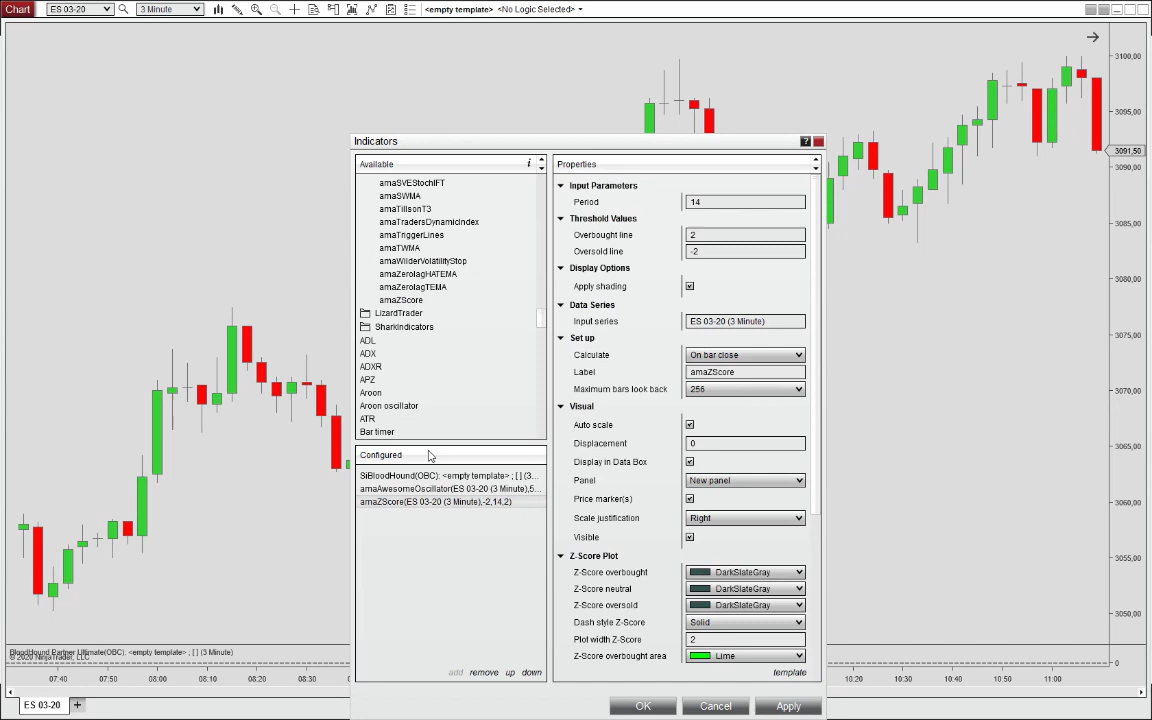 Chart ES 03-20 3 Minute <empty template> <No Logic Selected>
3100,00
3095,00
3091,50
3090,00
3085,00
3080,00
3075,00
3070,00
3065,00
3060,00
3055,00
3050,00
0
Indicators ?
Available i
amaSVEStochIFT
amaSWMA
amaTillsonT3
amaTradersDynamicIndex
amaTriggerLines
amaTWMA
amaWilderVolatilityStop
amaZerolagHATEMA
amaZerolagTEMA
amaZScore
LizardTrader
SharkIndicators
ADL
ADX
ADXR
APZ
Aroon
Aroon oscillator
ATR
Bar timer
Configured
SiBloodHound(OBC): <empty template> ; [ ] (3...
amaAwesomeOscillator(ES 03-20 (3 Minute),5...
amaZScore(ES 03-20 (3 Minute),-2,14,2)
add remove up down
Properties
Input Parameters
Period 14
Threshold Values
Overbought line 2
Oversold line -2
Display Options
Apply shading
Data Series
Input series ES 03-20 (3 Minute)
Set up
Calculate On bar close
Label amaZScore
Maximum bars look back 256
Visual
Auto scale
Displacement 0
Display in Data Box
Panel New panel
Price marker(s)
Scale justification Right
Visible
Z-Score Plot
Z-Score overbought DarkSlateGray
Z-Score neutral DarkSlateGray
Z-Score oversold DarkSlateGray
Dash style Z-Score Solid
Plot width Z-Score 2
Z-Score overbought area Lime
template
OK Cancel Apply
BloodHound Partner Ultimate(OBC): <empty template> ; [ ] (3 Minute)
© 2020 NinjaTrader, LLC
07:40 07:50 08:00 08:10 08:20 08:30 10:20 10:30 10:40 10:50 11:00
ES 03-20 +